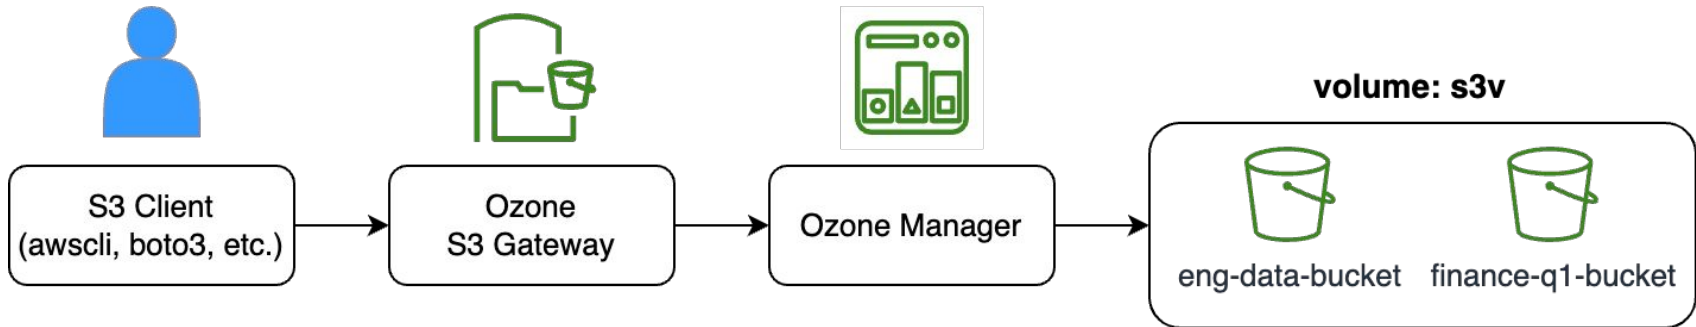 S3 Client
(awscli, boto3, etc.)
Ozone
S3 Gateway
Ozone Manager
volume: s3v
eng-data-bucket
finance-q1-bucket